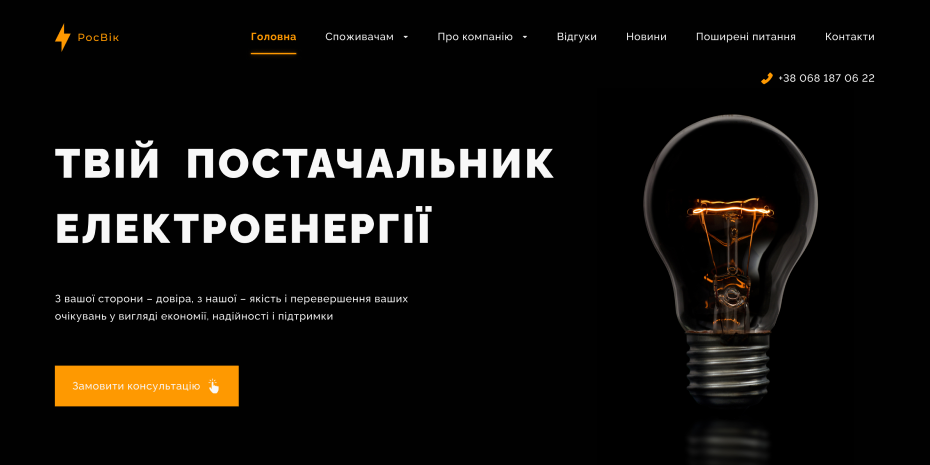 РосВік
Головна Споживачам Про компанію Відгуки Новини Поширені питання Контакти
+38 068 187 06 22
ТВІЙ ПОСТАЧАЛЬНИК
ЕЛЕКТРОЕНЕРГІЇ
З вашої сторони – довіра, з нашої – якість і перевершення ваших
очікувань у вигляді економії, надійності і підтримки
Замовити консультацію